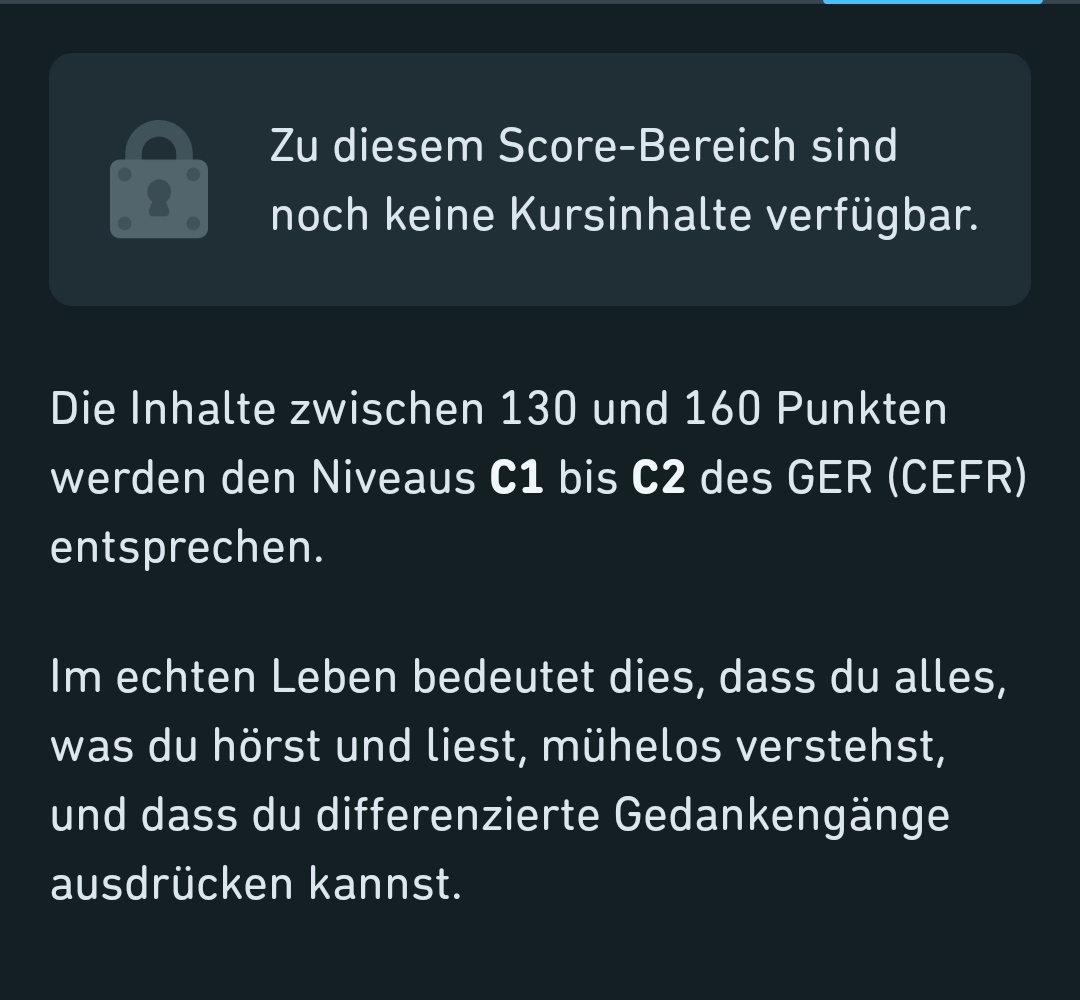 Zu diesem Score-Bereich sind
noch keine Kursinhalte verfügbar.
Die Inhalte zwischen 130 und 160 Punkten
werden den Niveaus C1 bis C2 des GER (CEFR)
entsprechen.
Im echten Leben bedeutet dies, dass du alles,
was du hörst und liest, mühelos verstehst,
und dass du differenzierte Gedankengänge
ausdrücken kannst.